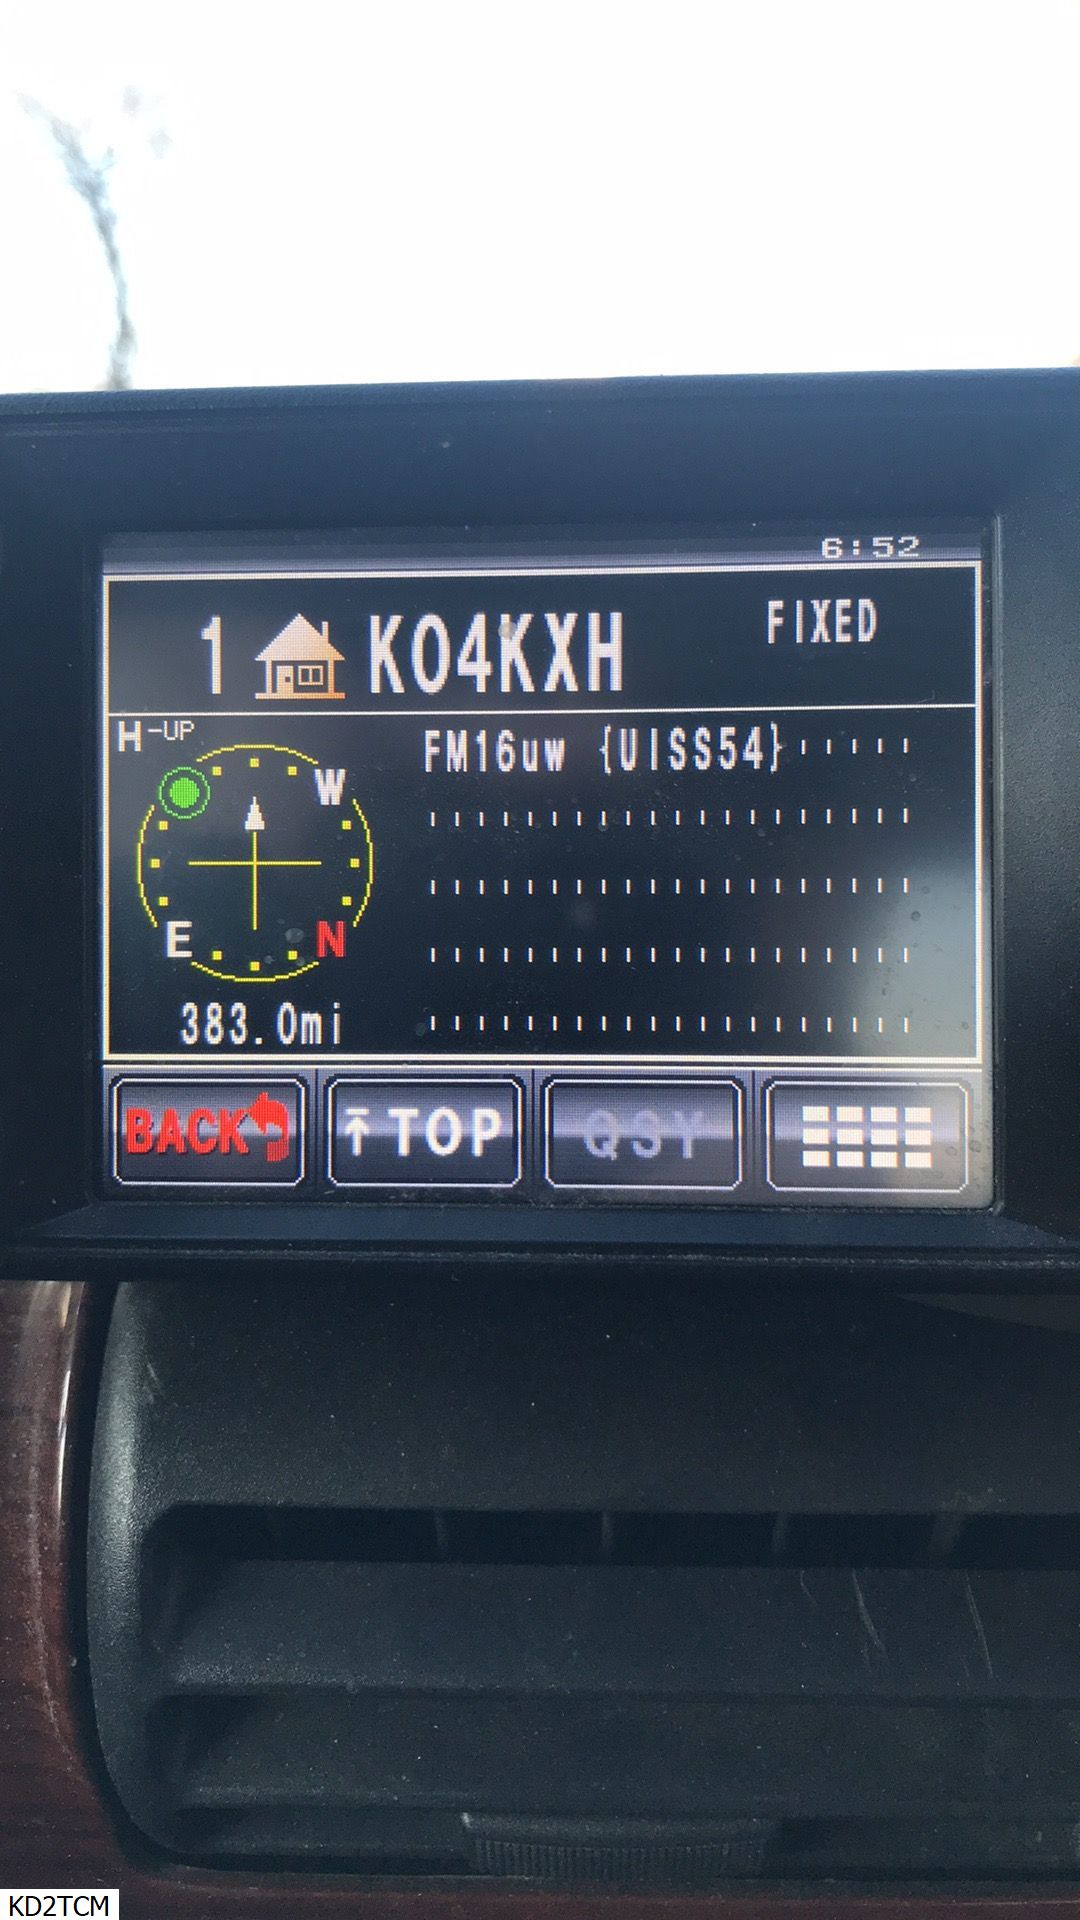 6:52
1 KO4KXH FIXED
H-UP
FM16uw {UISS54}
W
E N
383.0mi
BACK TOP QSY
KD2TCM